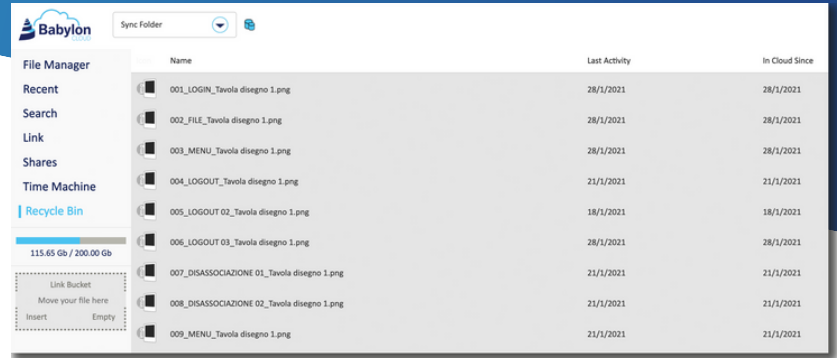 Babylon
CLOUD
Sync Folder
File Manager
Recent
Search
Link
Shares
Time Machine
Recycle Bin
115.65 Gb / 200.00 Gb
Link Bucket
Move your file here
Insert Empty
Name Last Activity In Cloud Since
001_LOGIN_Tavola disegno 1.png 28/1/2021 28/1/2021
002_FILE_Tavola disegno 1.png 28/1/2021 28/1/2021
003_MENU_Tavola disegno 1.png 28/1/2021 28/1/2021
004_LOGOUT_Tavola disegno 1.png 21/1/2021 21/1/2021
005_LOGOUT 02_Tavola disegno 1.png 18/1/2021 18/1/2021
006_LOGOUT 03_Tavola disegno 1.png 28/1/2021 28/1/2021
007_DISASSOCIAZIONE 01_Tavola disegno 1.png 21/1/2021 21/1/2021
008_DISASSOCIAZIONE 02_Tavola disegno 1.png 21/1/2021 21/1/2021
009_MENU_Tavola disegno 1.png 21/1/2021 21/1/2021